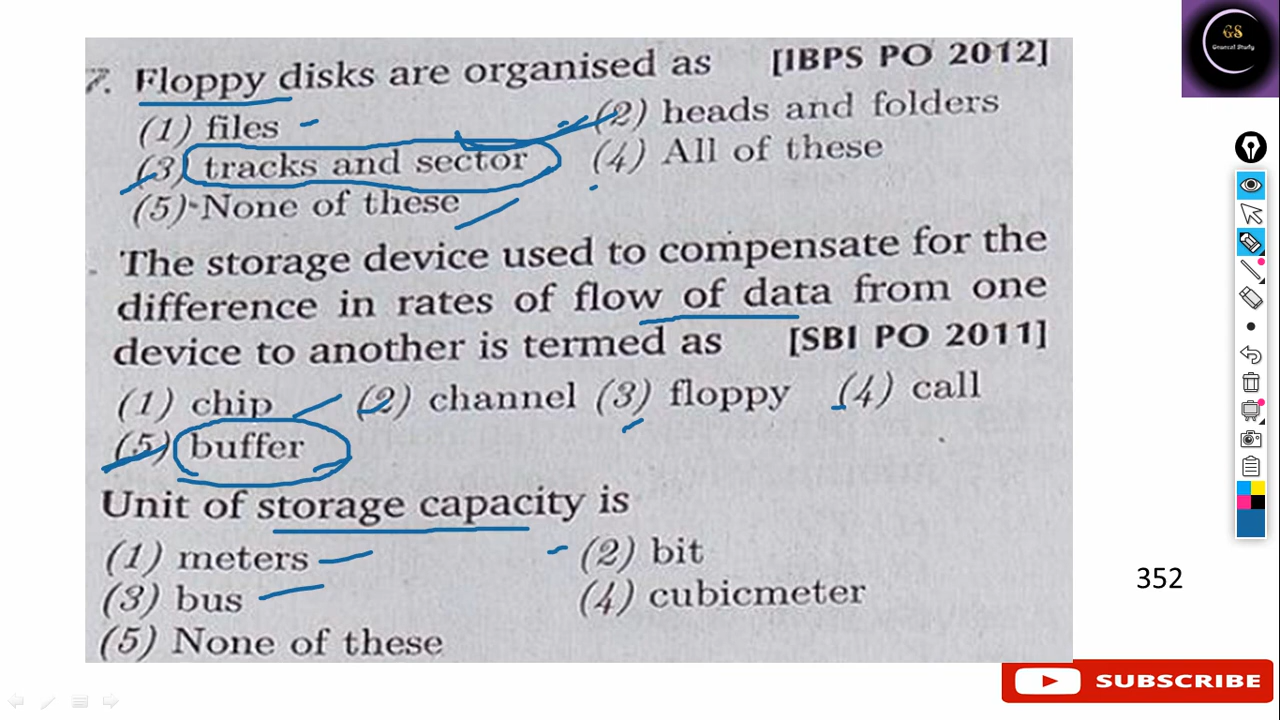 7. Floppy disks are organised as [IBPS PO 2012]
(1) files (2) heads and folders
(3) tracks and sector (4) All of these
(5) None of these
The storage device used to compensate for the
difference in rates of flow of data from one
device to another is termed as [SBI PO 2011]
(1) chip (2) channel (3) floppy (4) call
(5) buffer
Unit of storage capacity is
(1) meters (2) bit
(3) bus (4) cubicmeter
(5) None of these
352
SUBSCRIBE
GS
General Study